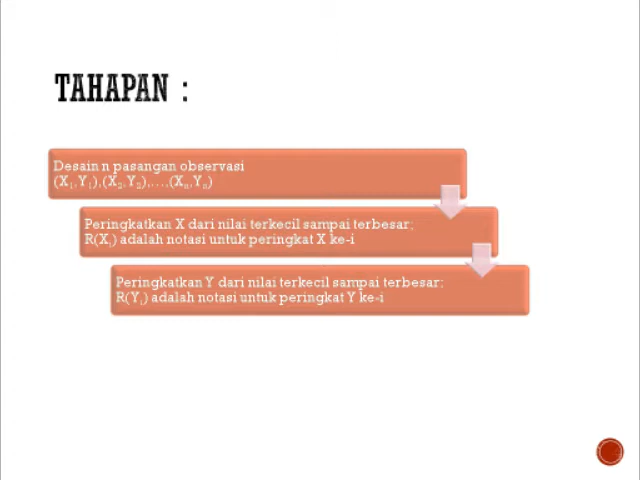 TAHAPAN :
Desain n pasangan observasi
(X₁,Y₁),(X₂,Y₂),...,(Xₙ,Yₙ)
Peringkatkan X dari nilai terkecil sampai terbesar;
R(Xᵢ) adalah notasi untuk peringkat X ke-i
Peringkatkan Y dari nilai terkecil sampai terbesar;
R(Yᵢ) adalah notasi untuk peringkat Y ke-i